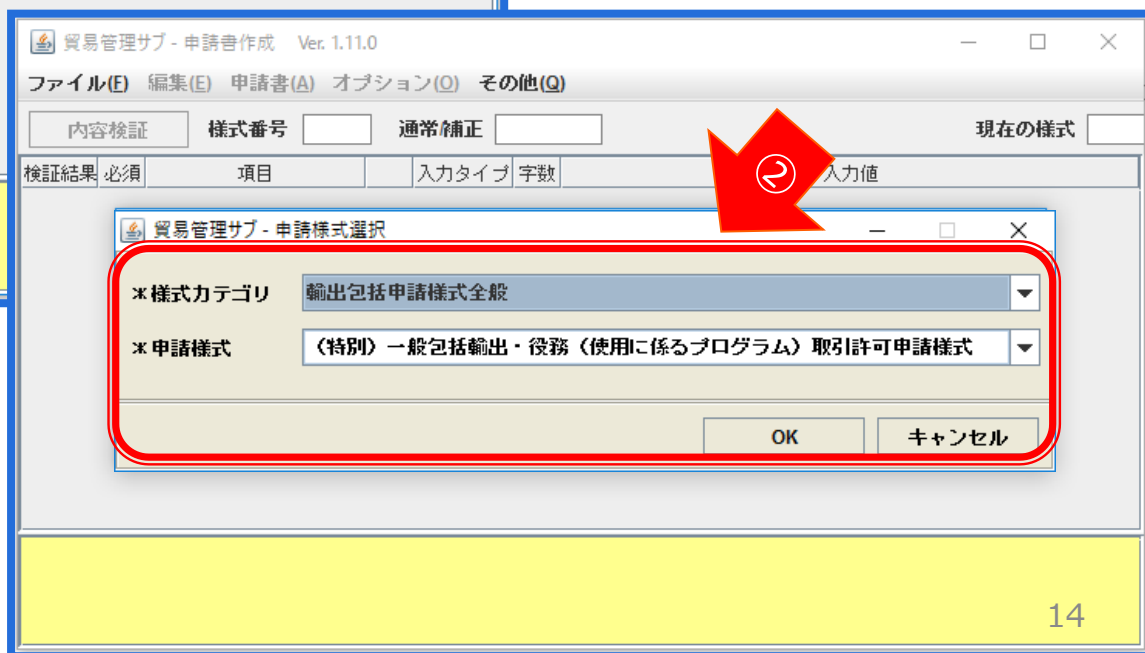 貿易管理サブ - 申請書作成 Ver. 1.11.0
ファイル(F) 編集(E) 申請書(A) オプション(O) その他(Q)
内容検証 様式番号 通常/補正 現在の様式
検証結果 必須 項目 入力タイプ 字数 入力値
②
貿易管理サブ - 申請様式選択
*様式カテゴリ 輸出包括申請様式全般
*申請様式 （特別）一般包括輸出・役務（使用に係るプログラム）取引許可申請様式
OK キャンセル
14